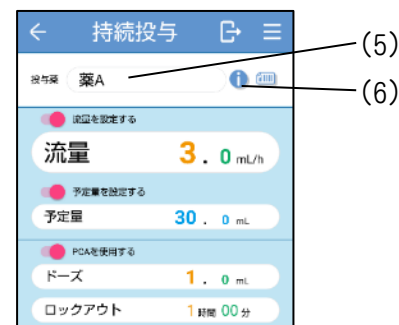 持続投与
(5)
投与薬 薬A
(6)
流量を設定する
流量 3.0 mL/h
予定量を設定する
予定量 30.0 mL
PCAを使用する
ドーズ 1.0 mL
ロックアウト 1時間00分